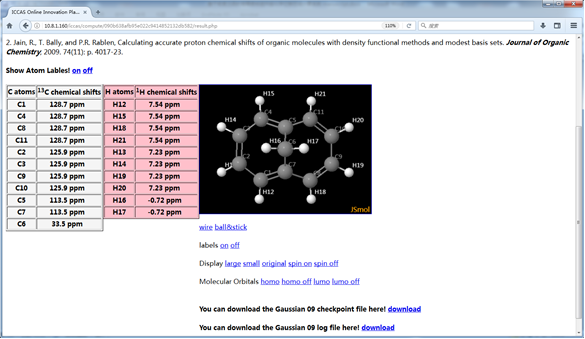 ICCAS Online Innovation Pla...
10.8.1.160/iccas/compute/090b638afb95e022c9414852132db582/result.php
110%
搜索
2. Jain, R., T. Bally, and P.R. Rablen, Calculating accurate proton chemical shifts of organic molecules with density functional methods and modest basis sets. Journal of Organic
Chemistry, 2009. 74(11): p. 4017-23.
Show Atom Lables! on off
C atoms 13C chemical shifts H atoms 1H chemical shifts
C1 128.7 ppm H12 7.54 ppm
C4 128.7 ppm H15 7.54 ppm
C8 128.7 ppm H18 7.54 ppm
C11 128.7 ppm H21 7.54 ppm
C2 125.9 ppm H13 7.23 ppm
C3 125.9 ppm H14 7.23 ppm
C9 125.9 ppm H19 7.23 ppm
C10 125.9 ppm H20 7.23 ppm
C5 113.5 ppm H16 -0.72 ppm
C7 113.5 ppm H17 -0.72 ppm
C6 33.5 ppm
H15 H21
C4 C11
H14 C5 H20
H16 C6 H17
C2 C7 C9
H19
H12 H18
JSmol
wire ball&stick
labels on off
Display large small original spin on spin off
Molecular Orbitals homo homo off lumo lumo off
You can download the Gaussian 09 checkpoint file here! download
You can download the Gaussian 09 log file here! download